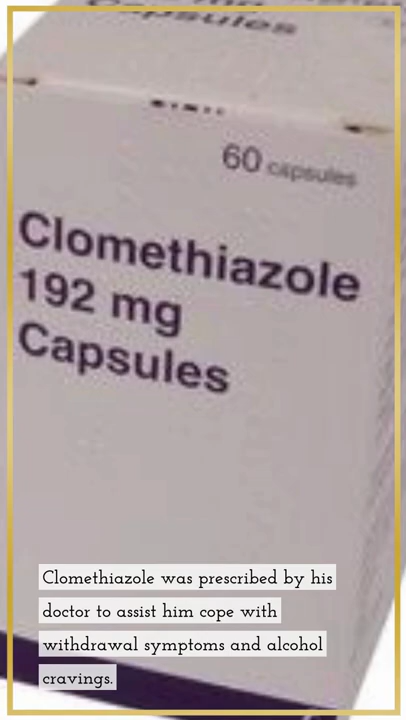 Capsules
60 capsules
Clomethiazole
192 mg
Capsules
Clomethiazole was prescribed by his
doctor to assist him cope with
withdrawal symptoms and alcohol
cravings.